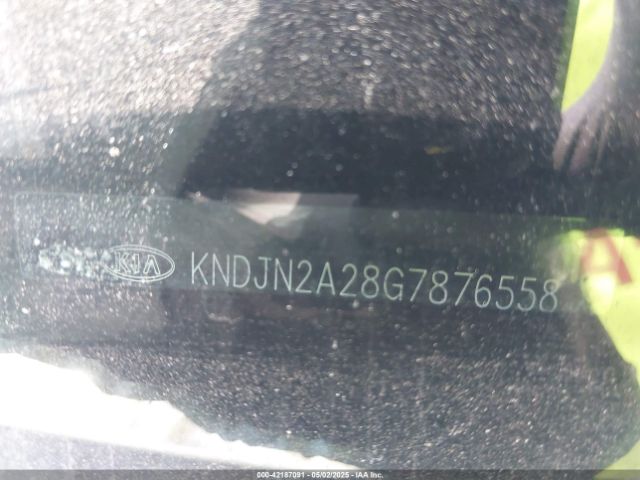 KIA KNDJN2A28G7876558
A
000-42187091 - 05/02/2025 - IAA Inc.